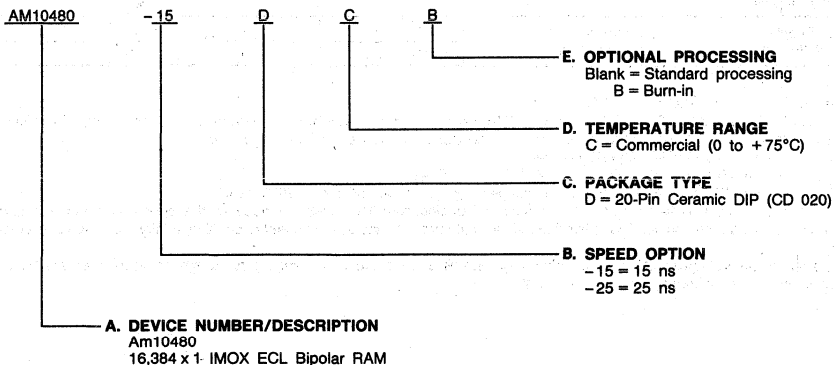 AM10480 -15 D C B
E. OPTIONAL PROCESSING
Blank = Standard processing
B = Burn-in
D. TEMPERATURE RANGE
C = Commercial (0 to +75°C)
C. PACKAGE TYPE
D = 20-Pin Ceramic DIP (CD 020)
B. SPEED OPTION
-15 = 15 ns
-25 = 25 ns
A. DEVICE NUMBER/DESCRIPTION
Am10480
16,384 x 1 IMOX ECL Bipolar RAM